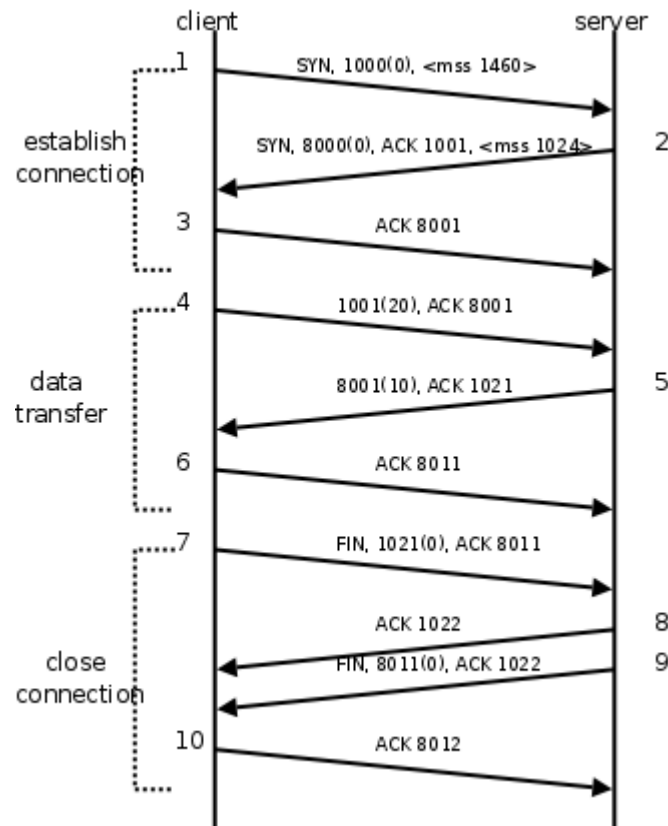 client
server
1
SYN, 1000(0), <mss 1460>
establish
connection
SYN, 8000(0), ACK 1001, <mss 1024>
2
3
ACK 8001
4
1001(20), ACK 8001
data
transfer
8001(10), ACK 1021
5
6
ACK 8011
7
FIN, 1021(0), ACK 8011
ACK 1022
8
close
connection
FIN, 8011(0), ACK 1022
9
10
ACK 8012